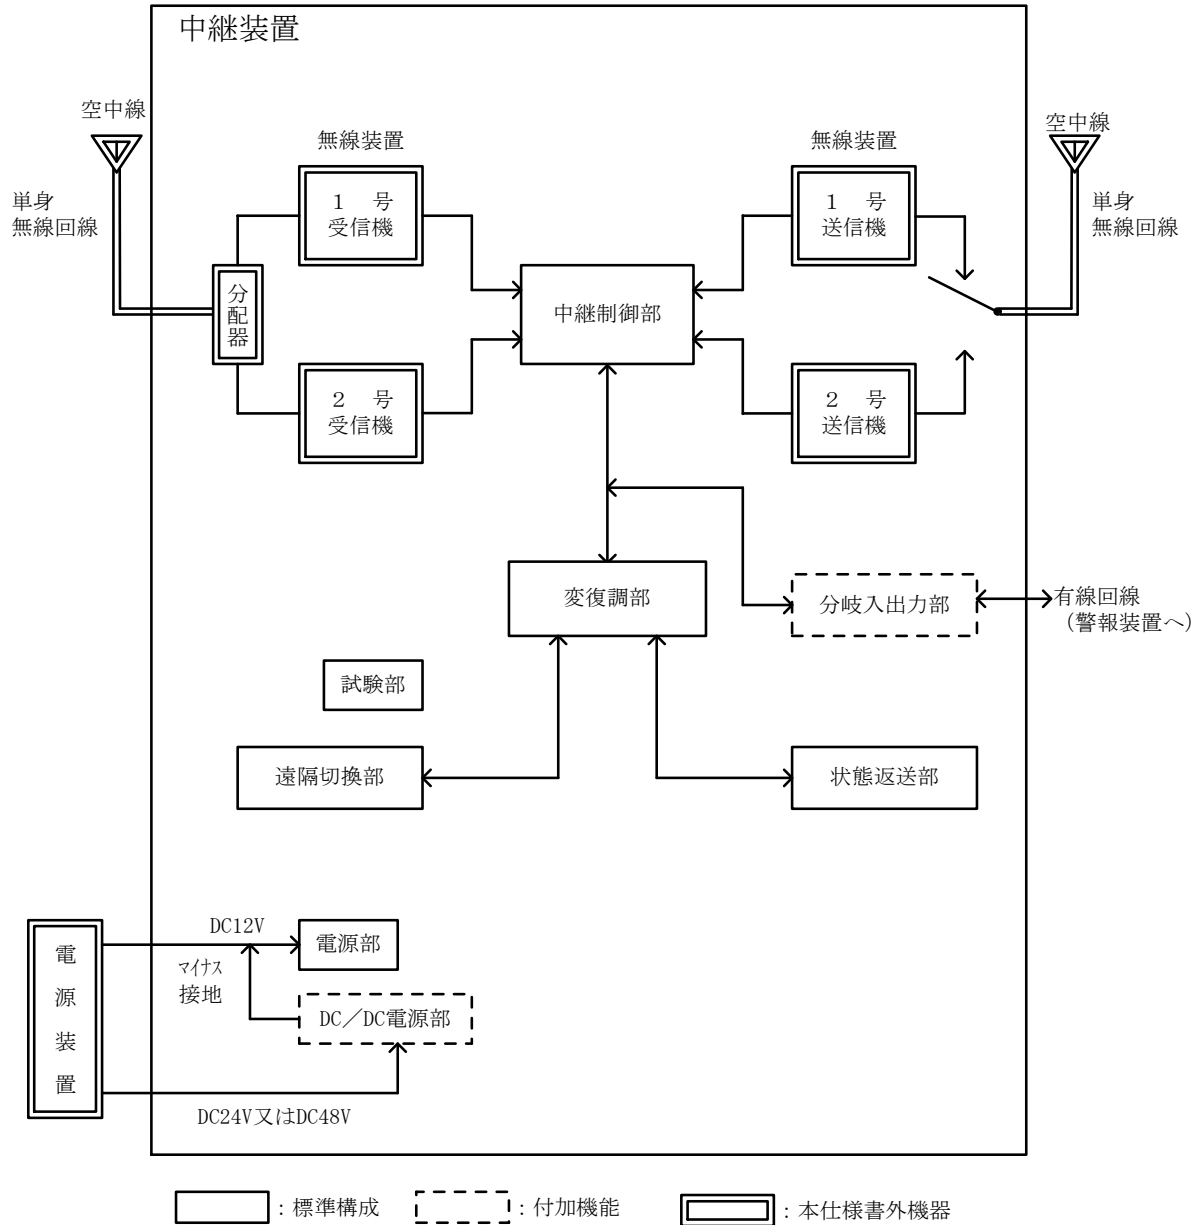 中継装置
空中線
空中線
無線装置
無線装置
単身
無線回線
単身
無線回線
1 号
受信機
1 号
送信機
分配器
中継制御部
2 号
受信機
2 号
送信機
変復調部
分岐入出力部
有線回線
(警報装置へ)
試験部
遠隔切換部
状態返送部
電源装置
DC12V
電源部
マイナス
接地
DC/DC電源部
DC24V又はDC48V
:標準構成
:付加機能
:本仕様書外機器